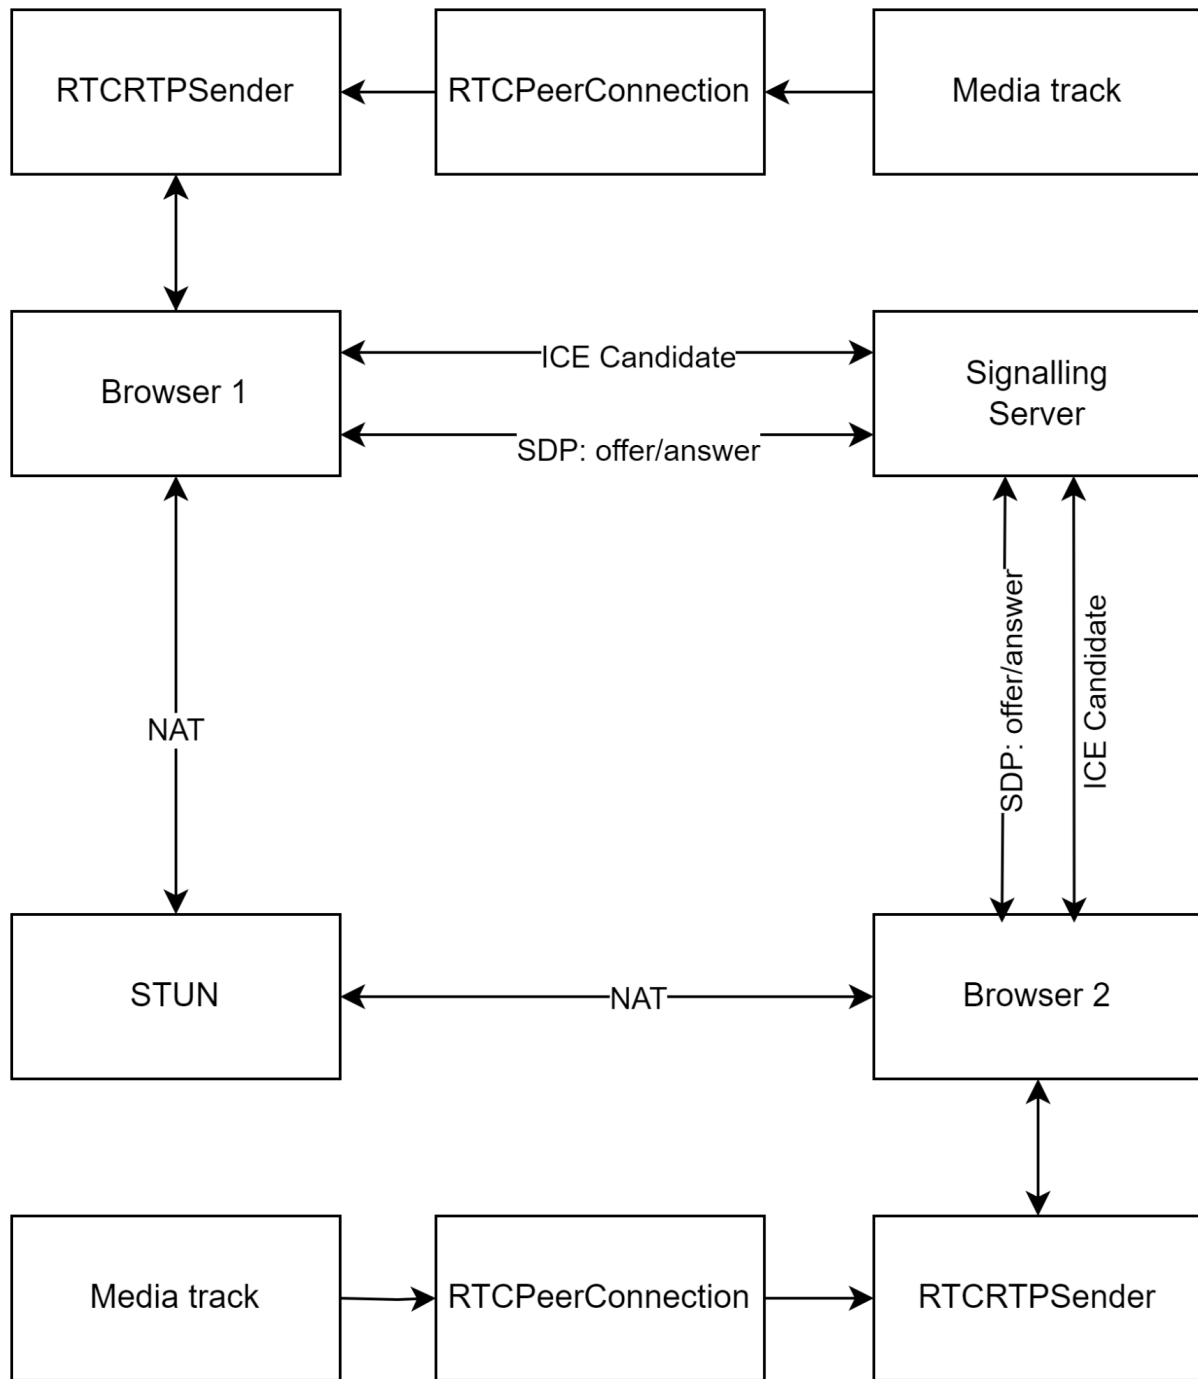 RTCRTPSender
RTCPeerConnection
Media track
Browser 1
ICE Candidate
SDP: offer/answer
Signalling
Server
NAT
SDP: offer/answer
ICE Candidate
STUN
NAT
Browser 2
Media track
RTCPeerConnection
RTCRTPSender